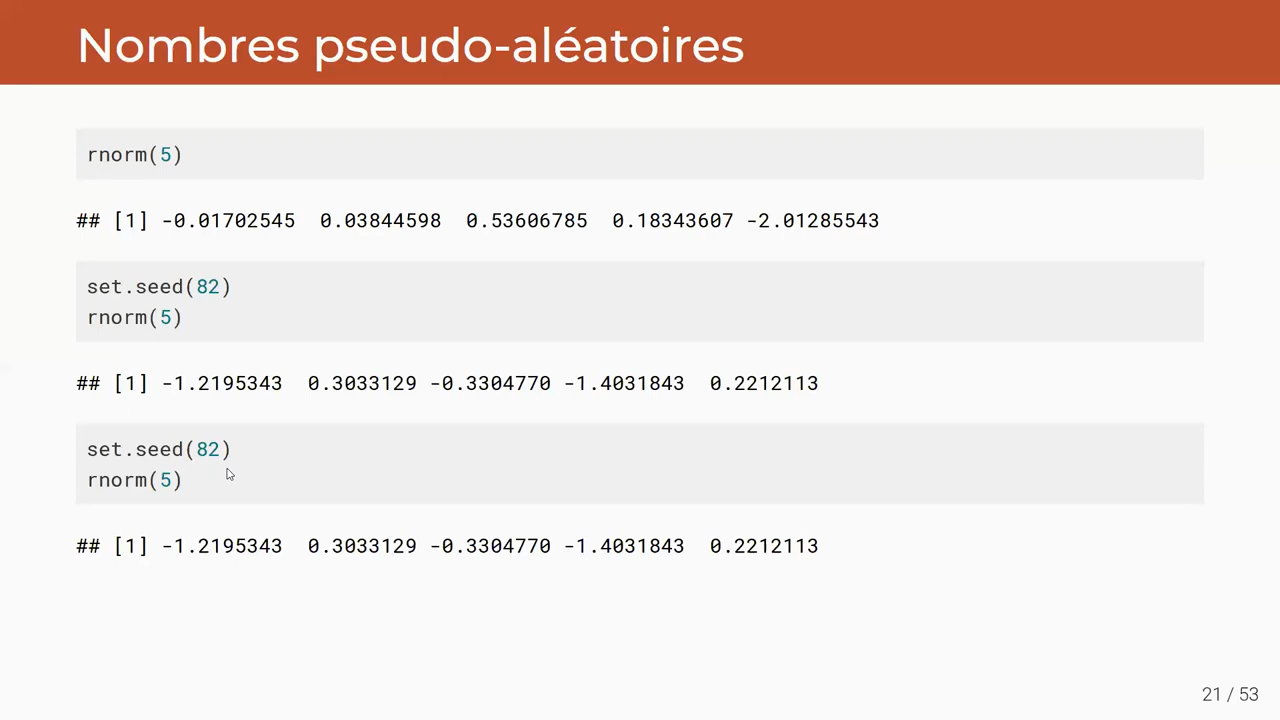 Nombres pseudo-aléatoires
rnorm(5)
## [1] -0.01702545  0.03844598  0.53606785  0.18343607 -2.01285543
set.seed(82)
rnorm(5)
## [1] -1.2195343  0.3033129 -0.3304770 -1.4031843  0.2212113
set.seed(82)
rnorm(5)
## [1] -1.2195343  0.3033129 -0.3304770 -1.4031843  0.2212113
21 / 53